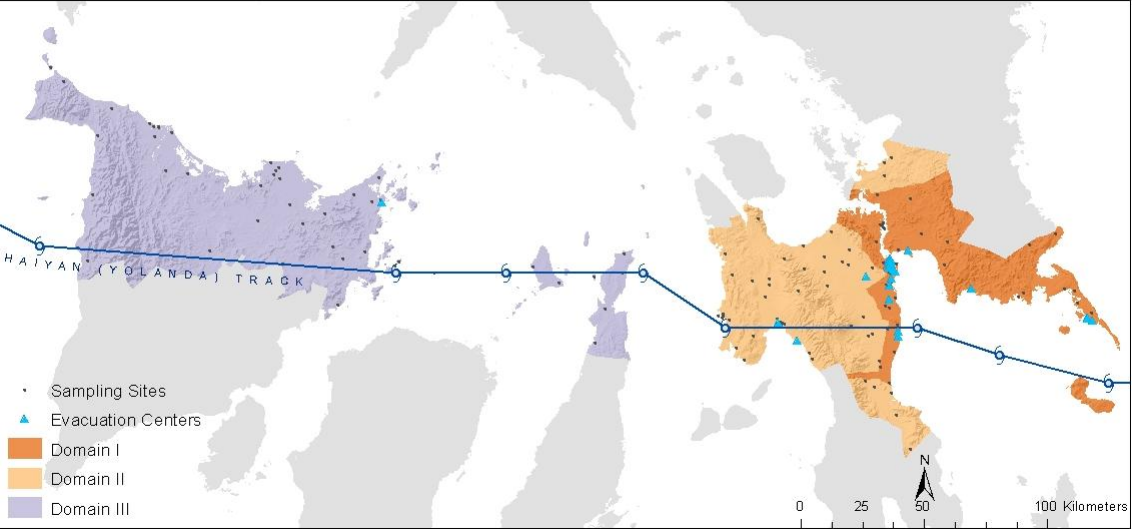 HAIYAN (YOLANDA) TRACK
Sampling Sites
Evacuation Centers
Domain I
Domain II
Domain III
N
0 25 50 100 Kilometers